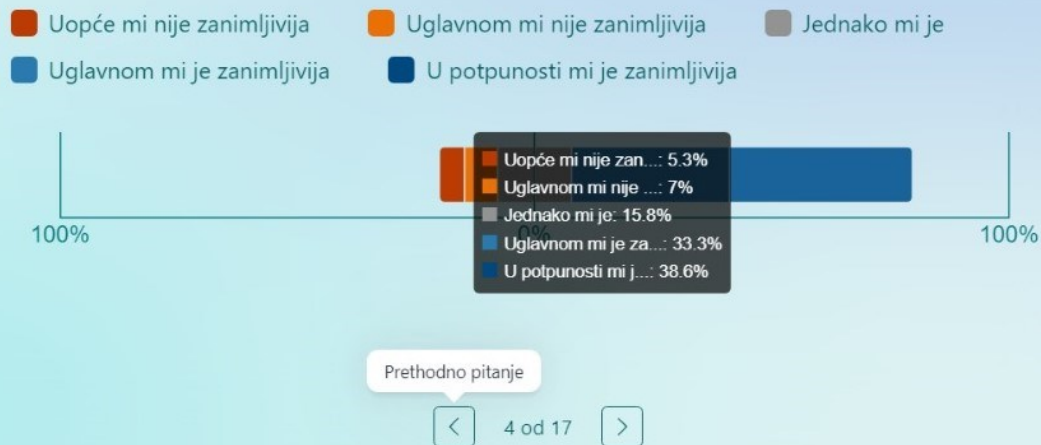 Uopće mi nije zanimljivija
Uglavnom mi nije zanimljivija
Jednako mi je
Uglavnom mi je zanimljivija
U potpunosti mi je zanimljivija
Uopće mi nije zan...: 5.3%
Uglavnom mi nije ...: 7%
Jednako mi je: 15.8%
Uglavnom mi je za...: 33.3%
U potpunosti mi j...: 38.6%
100%
0%
100%
Prethodno pitanje
4 od 17